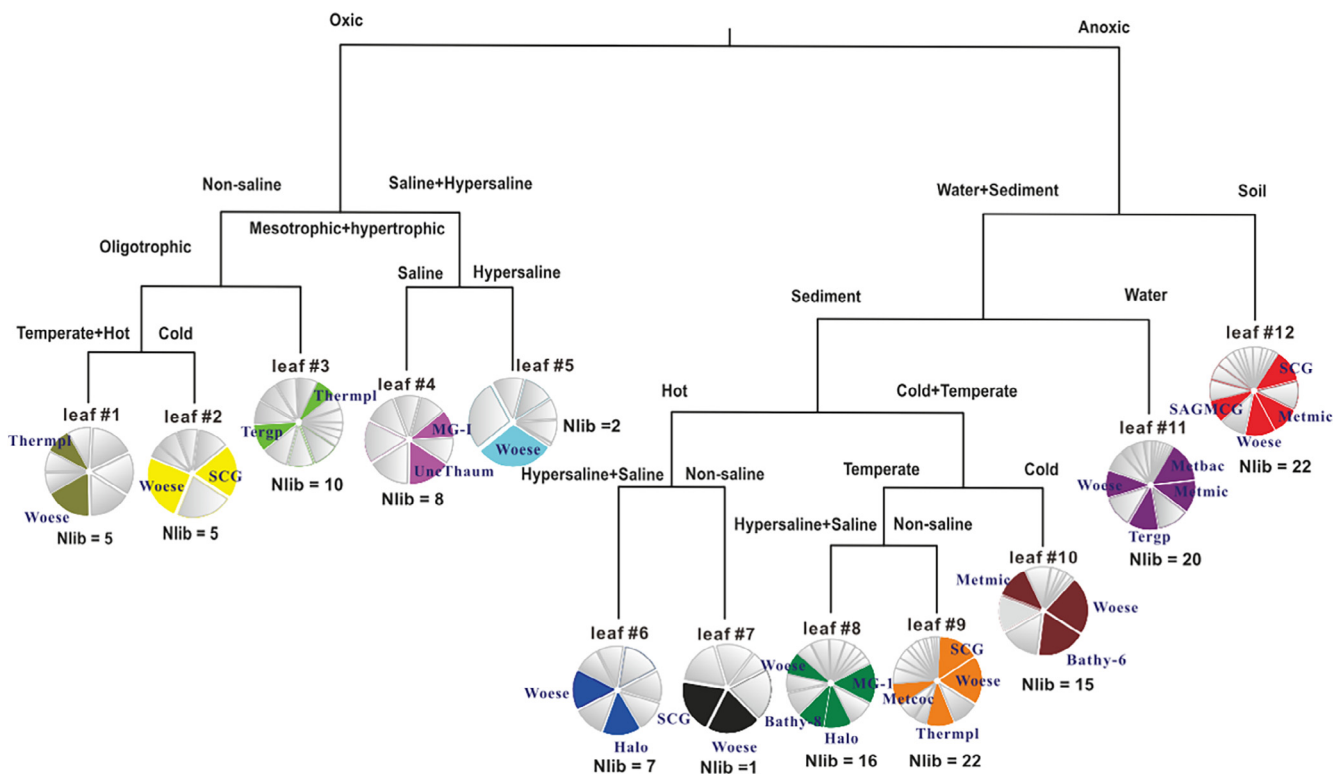 Oxic
Anoxic
Non-saline
Saline+Hypersaline
Water+Sediment
Soil
Oligotrophic
Mesotrophic+hypertrophic
Saline
Hypersaline
Sediment
Water
Temperate+Hot
Cold
leaf #1
Thermpl
Woese
Nlib = 5
leaf #2
Woese
SCG
Nlib = 5
leaf #3
Thermpl
Tergp
Nlib = 10
leaf #4
MG-I
UncThaum
Nlib = 8
leaf #5
Woese
Nlib =2
leaf #12
SCG
SAGMCG
Metmic
Woese
Nlib = 22
Hot
Cold+Temperate
leaf #11
Metbac
Woese
Metmic
Tergp
Nlib = 20
Hypersaline+Saline
Non-saline
Temperate
Cold
Hypersaline+Saline
Non-saline
leaf #10
Metmic
Woese
Bathy-6
Nlib = 15
leaf #6
Woese
Halo
Nlib = 7
leaf #7
SCG
Woese
Nlib =1
leaf #8
Woese
MG-1
Bathy-8
Halo
Nlib = 16
leaf #9
SCG
Woese
Metcoc
Thermpl
Nlib = 22